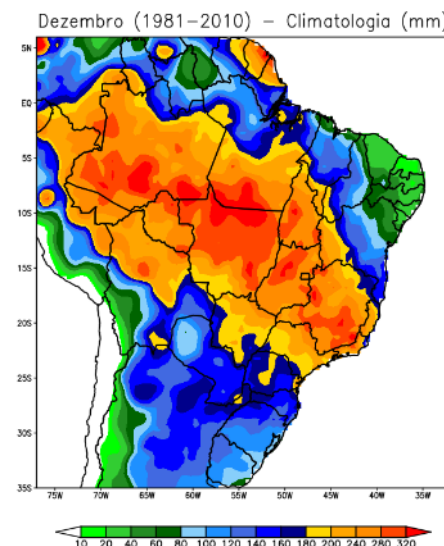 Dezembro (1981-2010) - Climatologia (mm)
5N
EQ
5S
10S
15S
20S
25S
30S
35S
75W 70W 65W 60W 55W 50W 45W 40W 35W
10 20 40 60 80 100 120 140 160 180 200 240 280 320